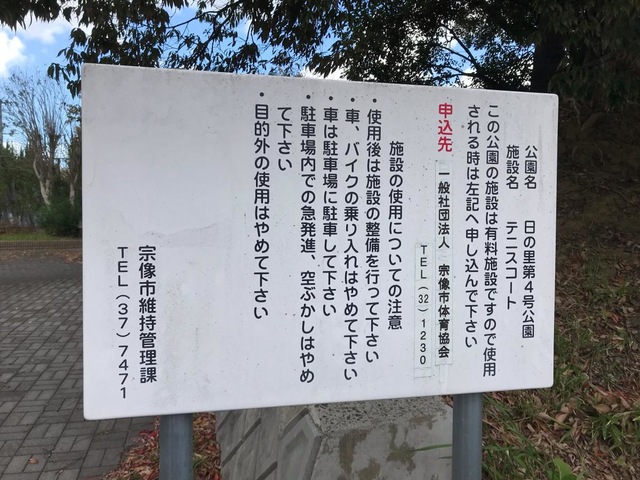 公園名　日の里第4号公園
施設名　テニスコート
この公園の施設は有料施設ですので使用
される時は左記へ申し込んで下さい
申込先　一般社団法人　宗像市体育協会
TEL(32)1230
施設の使用についての注意
・使用後は施設の整備を行って下さい
・車、バイクの乗り入れはやめて下さい
・車は駐車場に駐車して下さい
・駐車場内での急発進、空ぶかしはやめ
て下さい
・目的外の使用はやめて下さい
宗像市維持管理課
TEL(37)7471